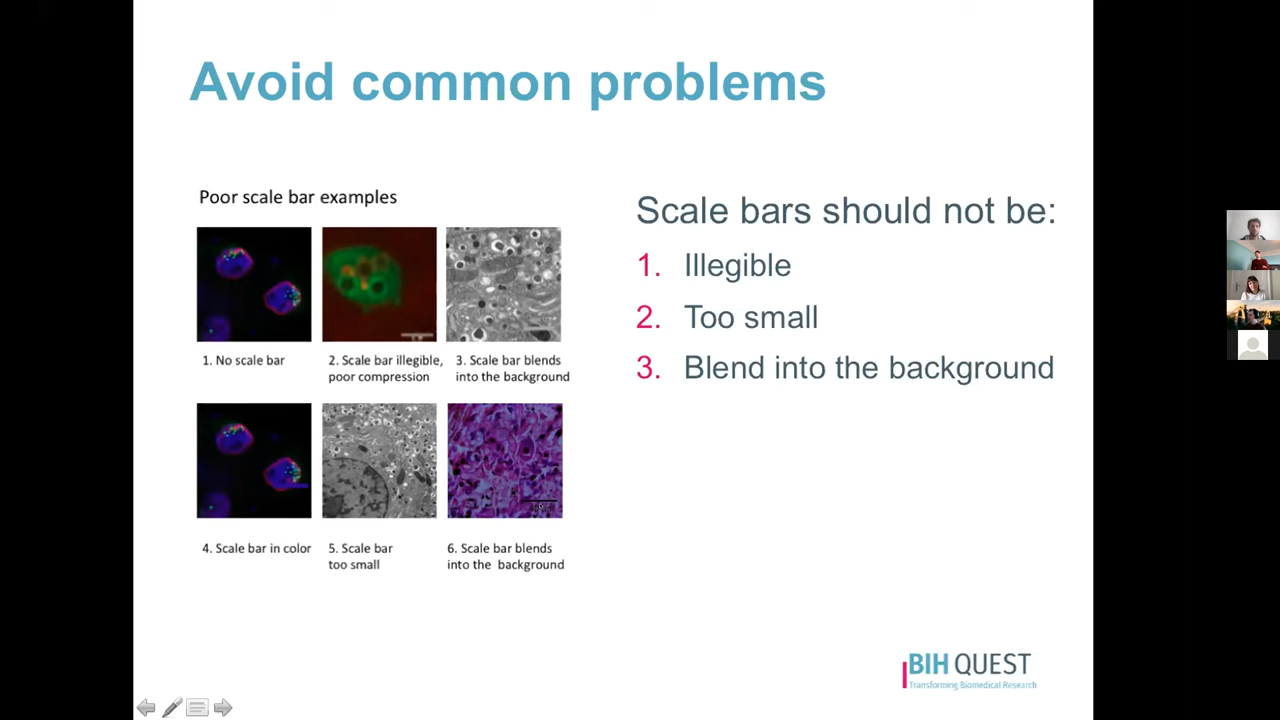 Avoid common problems
Poor scale bar examples
1. No scale bar
2. Scale bar illegible,
poor compression
3. Scale bar blends
into the background
4. Scale bar in color
5. Scale bar
too small
6. Scale bar blends
into the background
Scale bars should not be:
1. Illegible
2. Too small
3. Blend into the background
BIH QUEST
Transforming Biomedical Research